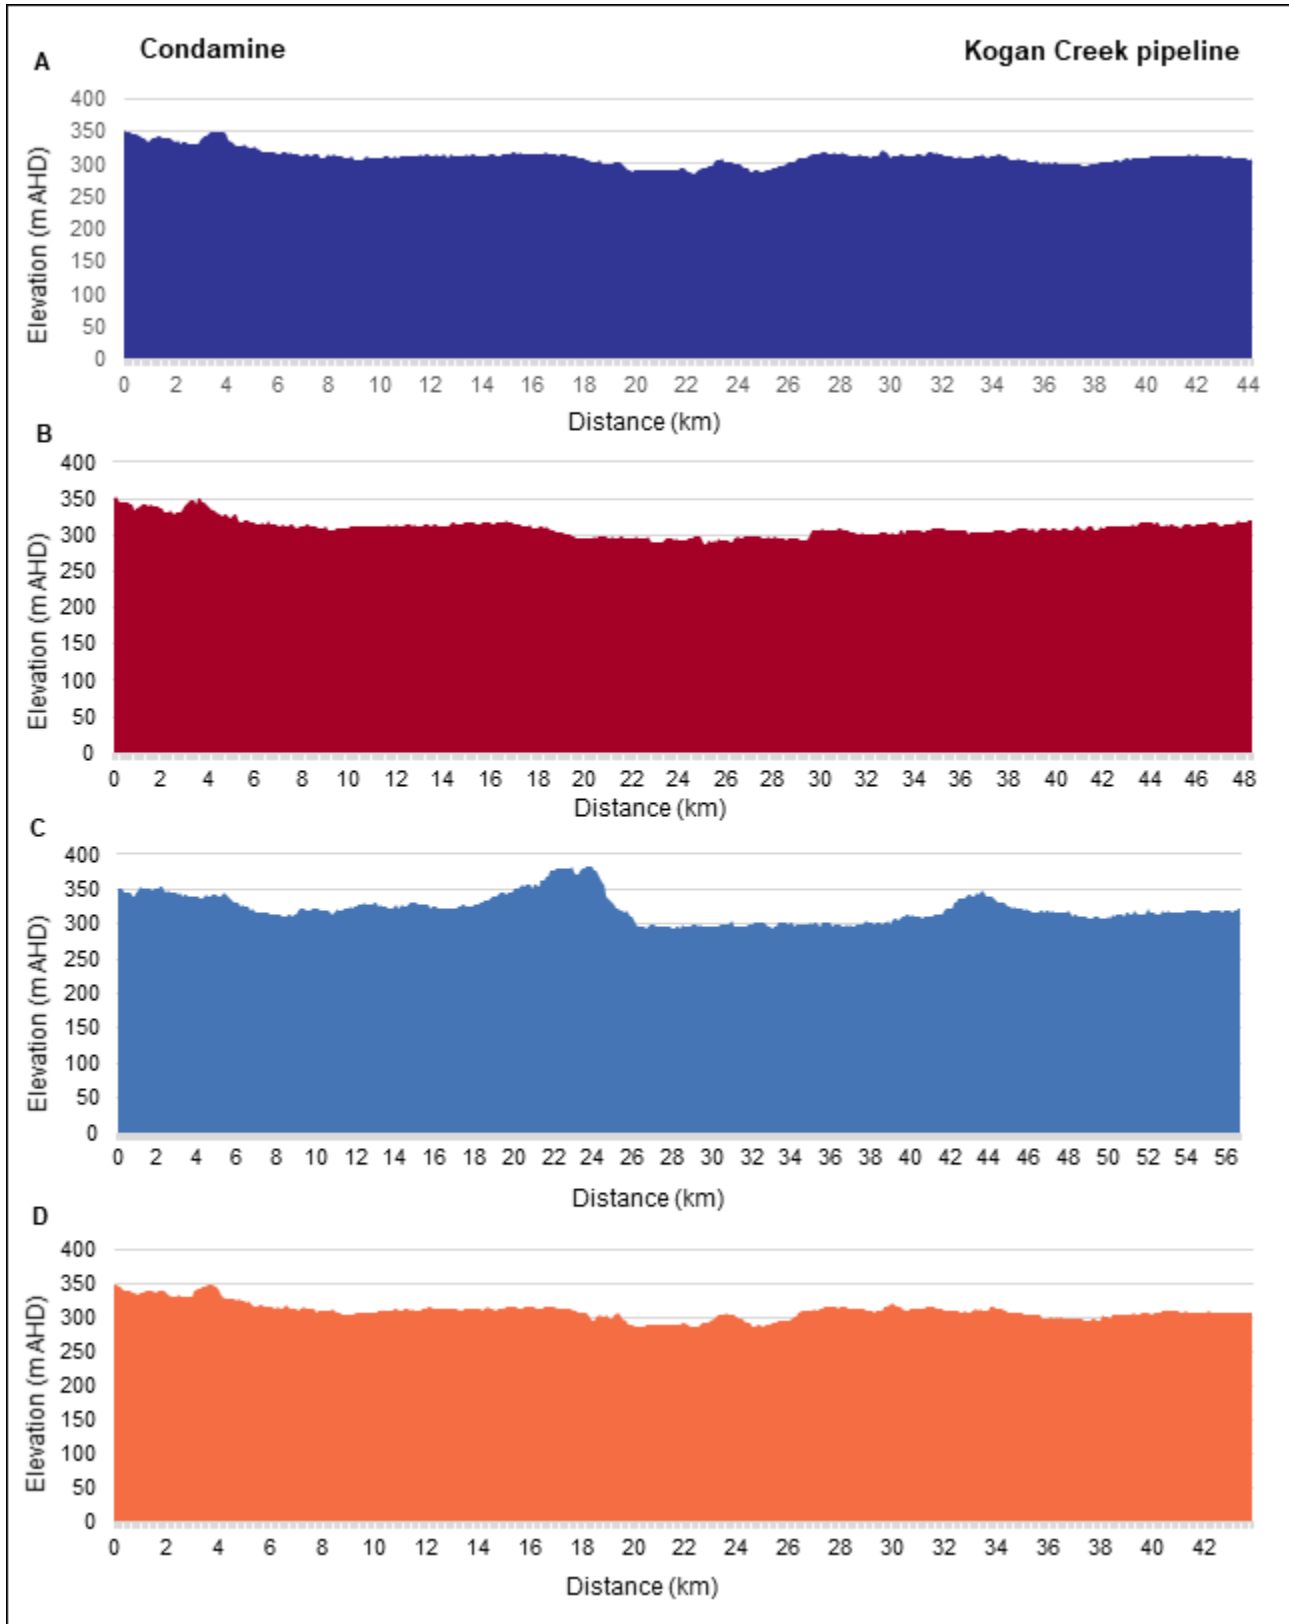 A
Condamine Kogan Creek pipeline
Elevation (m AHD)
400
350
300
250
200
150
100
50
0
0 2 4 6 8 10 12 14 16 18 20 22 24 26 28 30 32 34 36 38 40 42 44
Distance (km)
B
Elevation (m AHD)
400
350
300
250
200
150
100
50
0
0 2 4 6 8 10 12 14 16 18 20 22 24 26 28 30 32 34 36 38 40 42 44 46 48
Distance (km)
C
Elevation (m AHD)
400
350
300
250
200
150
100
50
0
0 2 4 6 8 10 12 14 16 18 20 22 24 26 28 30 32 34 36 38 40 42 44 46 48 50 52 54 56
Distance (km)
D
Elevation (m AHD)
400
350
300
250
200
150
100
50
0
0 2 4 6 8 10 12 14 16 18 20 22 24 26 28 30 32 34 36 38 40 42
Distance (km)